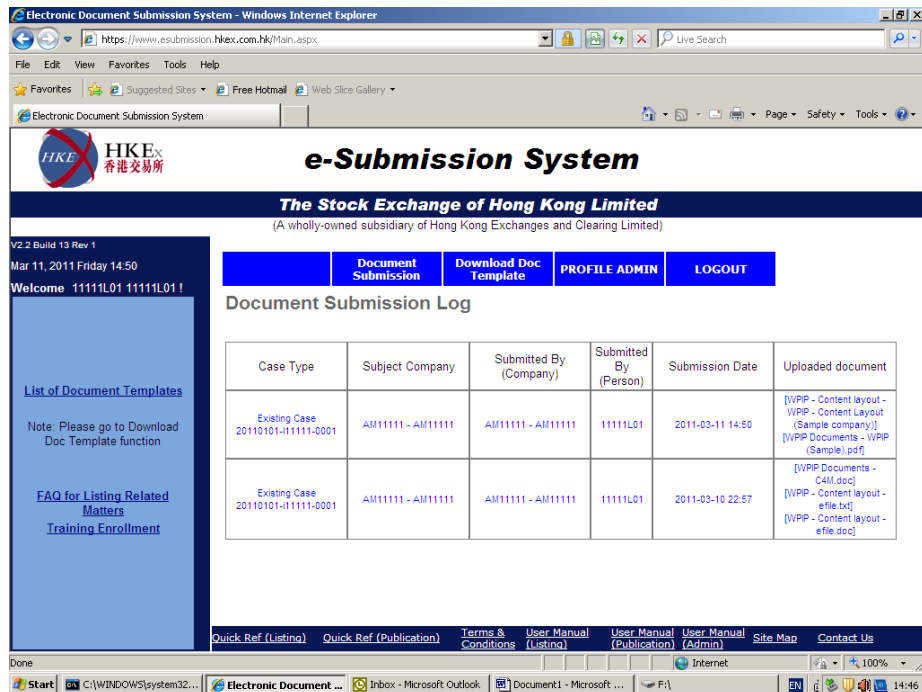 Electronic Document Submission System - Windows Internet Explorer
https://www.esubmission.hkex.com.hk/Main.aspx
Live Search
File Edit View Favorites Tools Help
Favorites Suggested Sites Free Hotmail Web Slice Gallery
Electronic Document Submission System
Page Safety Tools
HKEx
HKEx
香港交易所
e-Submission System
The Stock Exchange of Hong Kong Limited
(A wholly-owned subsidiary of Hong Kong Exchanges and Clearing Limited)
V2.2 Build 13 Rev 1
Mar 11, 2011 Friday 14:50
Welcome 11111L01 11111L01 !
List of Document Templates
Note: Please go to Download
Doc Template function
FAQ for Listing Related
Matters
Training Enrollment
Document
Submission
Download Doc
Template
PROFILE ADMIN
LOGOUT
Document Submission Log
Case Type
Subject Company
Submitted By
(Company)
Submitted
By
(Person)
Submission Date
Uploaded document
Existing Case
20110101-I11111-0001
AM11111 - AM11111
AM11111 - AM11111
11111L01
2011-03-11 14:50
[WPIP - Content layout -
WPIP - Content Layout
(Sample company)]
[WPIP Documents - WPIP
(Sample).pdf]
Existing Case
20110101-I11111-0001
AM11111 - AM11111
AM11111 - AM11111
11111L01
2011-03-10 22:57
[WPIP Documents -
C4M.doc]
[WPIP - Content layout -
efile.txt]
[WPIP - Content layout -
efile.doc]
Quick Ref (Listing)
Quick Ref (Publication)
Terms &
Conditions
User Manual
(Listing)
User Manual
(Publication)
User Manual
(Admin)
Site Map
Contact Us
Done
Internet
100%
Start
C:\WINDOWS\system32...
Electronic Document ...
Inbox - Microsoft Outlook
Document1 - Microsoft ...
F:\
EN
14:46